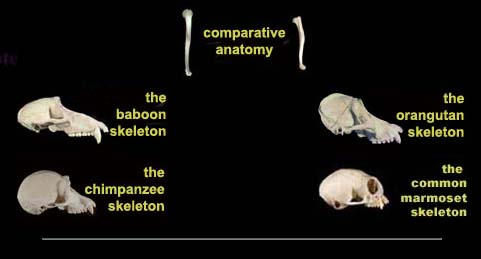 comparative
anatomy
the
baboon
skeleton
the
orangutan
skeleton
the
chimpanzee
skeleton
the
common
marmoset
skeleton